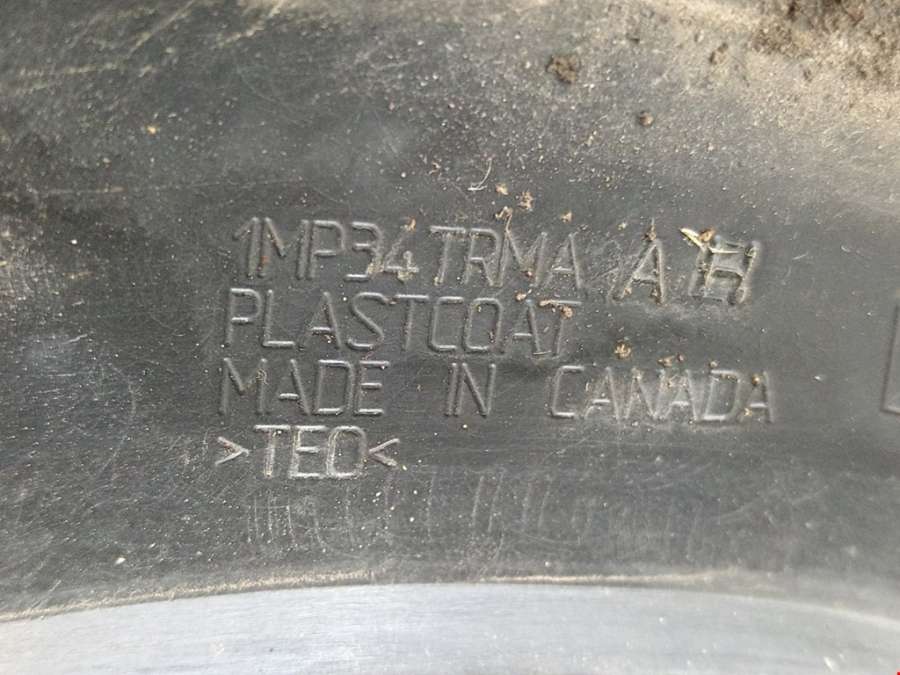 1MP34TRMA A
PLASTCOAT
MADE IN CANADA
>TEO<